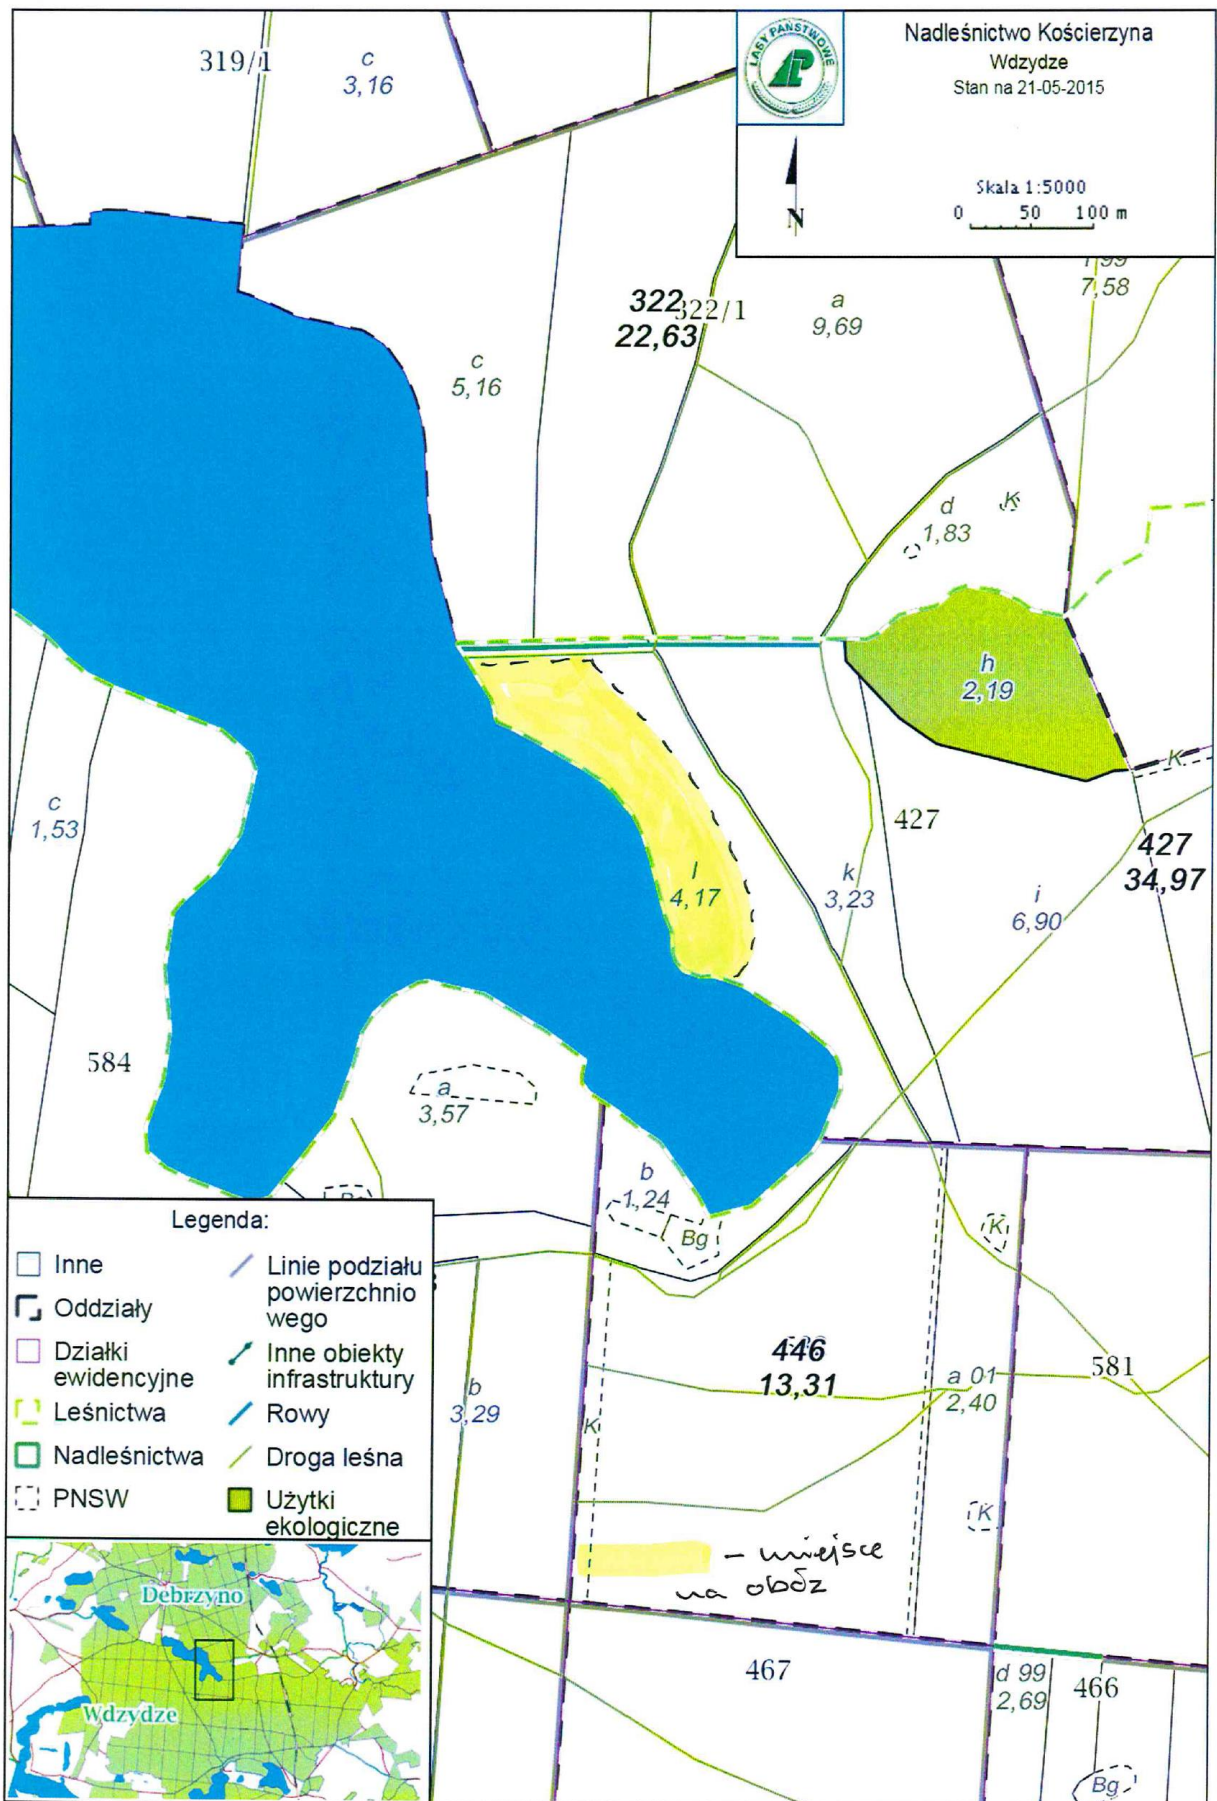 LASY PAŃSTWOWE
Nadleśnictwo Kościerzyna
Wdzydze
Stan na 21-05-2015
N
Skala 1:5000
0 50 100 m
319/1
c
3,16
7,58
322
322/1
22,63
a
9,69
c
5,16
d
1,83
K
h
2,19
K
c
1,53
427
427
34,97
l
4,17
k
3,23
i
6,90
584
a
3,57
b
1,24
Bg
K
446
13,31
581
a 01
2,40
b
3,29
K
K
Legenda:
Inne
Oddziały
Działki
ewidencyjne
Leśnictwa
Nadleśnictwa
PNSW
Linie podziału
powierzchnio
wego
Inne obiekty
infrastruktury
Rowy
Droga leśna
Użytki
ekologiczne
- miejsce
na obóz
Debrzyno
Wdzydze
467
d 99
2,69
466
Bg